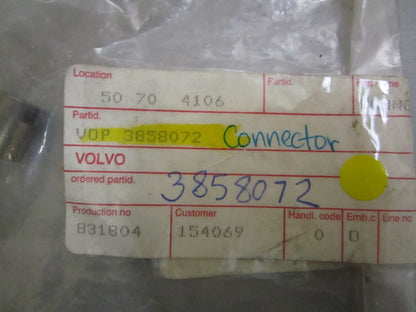 Location Partid.
50 70 4106
Partid.
VOP 3858072 Connector
VOLVO
ordered partid. 3858072
Production no Customer Handl. code Emb.c Line no
831804 154069 0 0